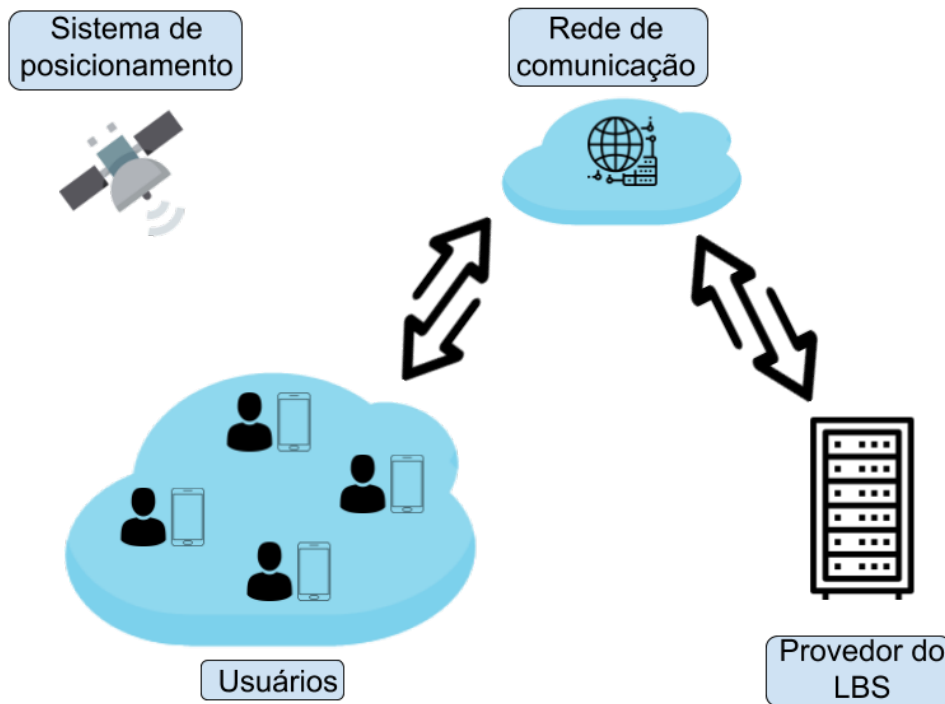 Sistema de
posicionamento
Rede de
comunicação
Usuários
Provedor do
LBS